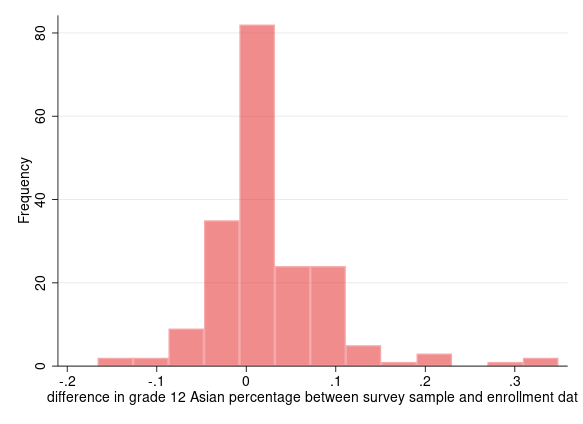 80
60
40
20
0
Frequency
-.2 -.1 0 .1 .2 .3
difference in grade 12 Asian percentage between survey sample and enrollment dat